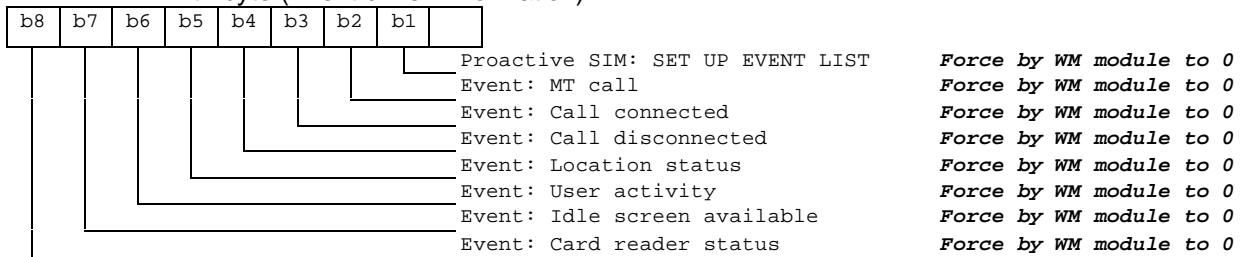 b8 b7 b6 b5 b4 b3 b2 b1
Proactive SIM: SET UP EVENT LIST Force by WM module to 0
Event: MT call Force by WM module to 0
Event: Call connected Force by WM module to 0
Event: Call disconnected Force by WM module to 0
Event: Location status Force by WM module to 0
Event: User activity Force by WM module to 0
Event: Idle screen available Force by WM module to 0
Event: Card reader status Force by WM module to 0